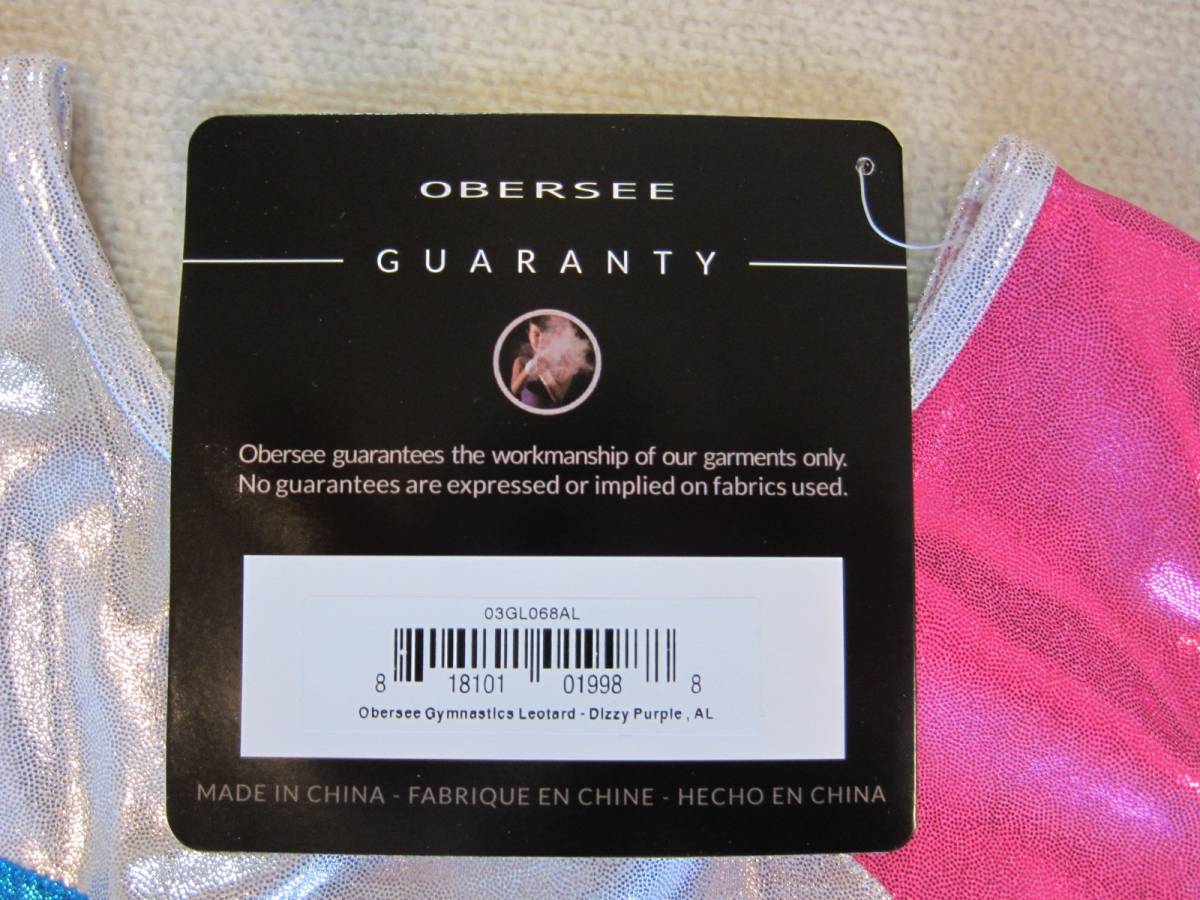 OBERSEE
GUARANTY
Obersee guarantees the workmanship of our garments only.
No guarantees are expressed or implied on fabrics used.
03GL068AL
8 18101 01998 8
Obersee Gymnastics Leotard - Dizzy Purple , AL
MADE IN CHINA - FABRIQUE EN CHINE - HECHO EN CHINA